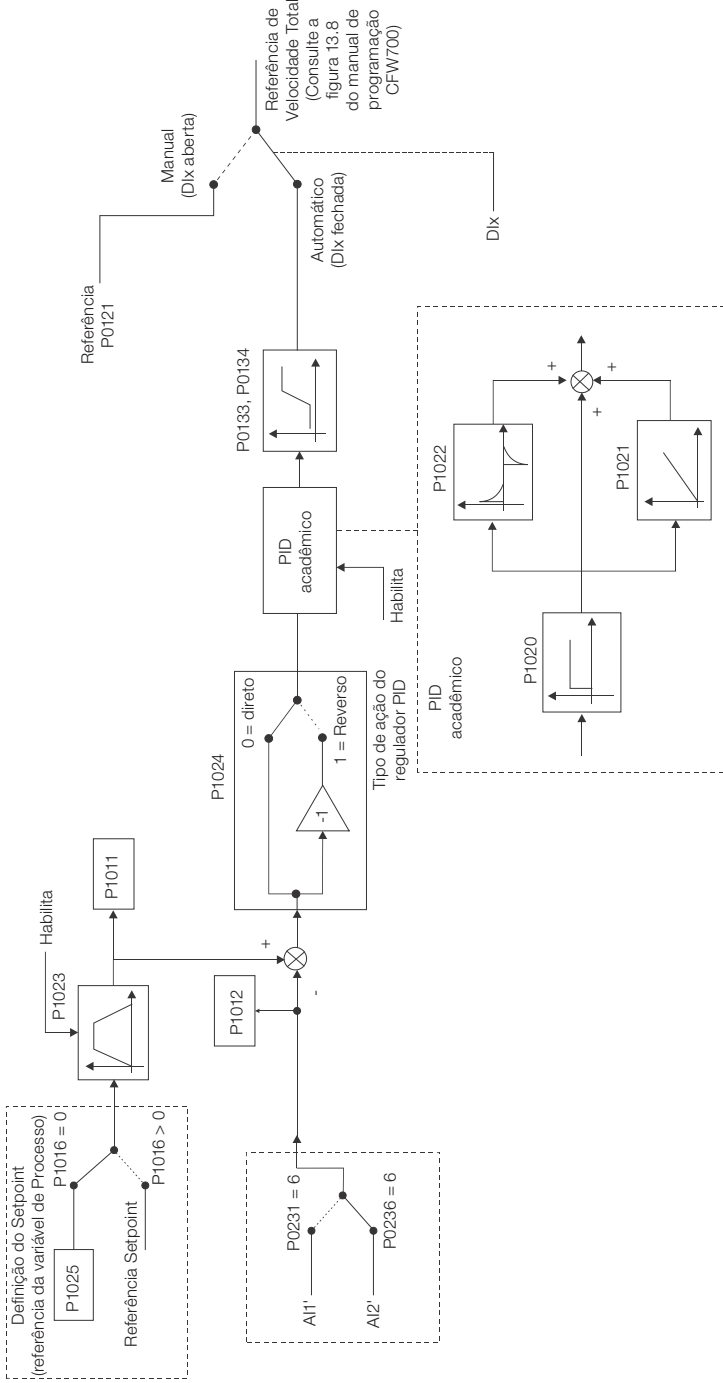 Definição do Setpoint
(referência da variável de Processo)
P1025
P1016 = 0
Referência Setpoint
P1016 > 0
P1023
Habilita
P1011
AI1'
P0231 = 6
AI2'
P0236 = 6
P1012
+
-
P1024
0 = direto
-1
1 = Reverso
Tipo de ação do
regulador PID
PID
acadêmico
Habilita
P0133, P0134
Referência
P0121
Manual
(DIx aberta)
Automático
(DIx fechada)
DIx
Referência de
Velocidade Total
(Consulte a
figura 13.8
do manual de
programação
CFW700)
PID
acadêmico
P1020
P1022
P1021
+
+
+